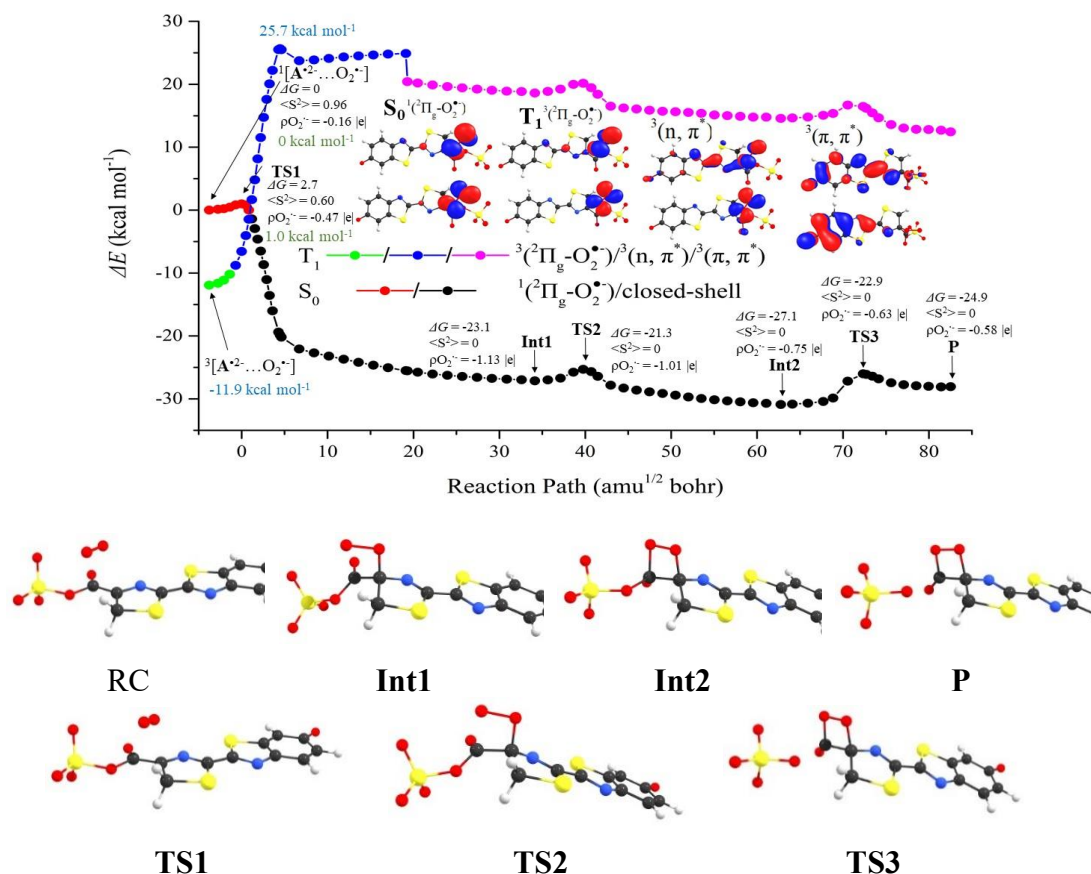 30
20
10
0
-10
-20
-30
ΔE (kcal mol⁻¹)
25.7 kcal mol⁻¹
¹[A•²⁻…O₂•⁻]
ΔG = 0
<S²> = 0.96
ρO₂•⁻ = -0.16 |e|
0 kcal mol⁻¹
TS1
ΔG = 2.7
<S²> = 0.60
ρO₂•⁻ = -0.47 |e|
1.0 kcal mol⁻¹
S₀ ¹(²Πg-O₂•⁻)
T₁ ³(²Πg-O₂•⁻)
³(n, π*)
³(π, π*)
T₁ ³(²Πg-O₂•⁻)/³(n, π*)/³(π, π*)
S₀ ¹(²Πg-O₂•⁻)/closed-shell
³[A•²⁻…O₂•⁻]
-11.9 kcal mol⁻¹
ΔG = -23.1
<S²> = 0
ρO₂•⁻ = -1.13 |e|
Int1
TS2
ΔG = -21.3
<S²> = 0
ρO₂•⁻ = -1.01 |e|
ΔG = -27.1
<S²> = 0
ρO₂•⁻ = -0.75 |e|
Int2
ΔG = -22.9
<S²> = 0
ρO₂•⁻ = -0.63 |e|
TS3
ΔG = -24.9
<S²> = 0
ρO₂•⁻ = -0.58 |e|
P
0 10 20 30 40 50 60 70 80
Reaction Path (amu¹ᐟ² bohr)
RC Int1 Int2 P
TS1 TS2 TS3